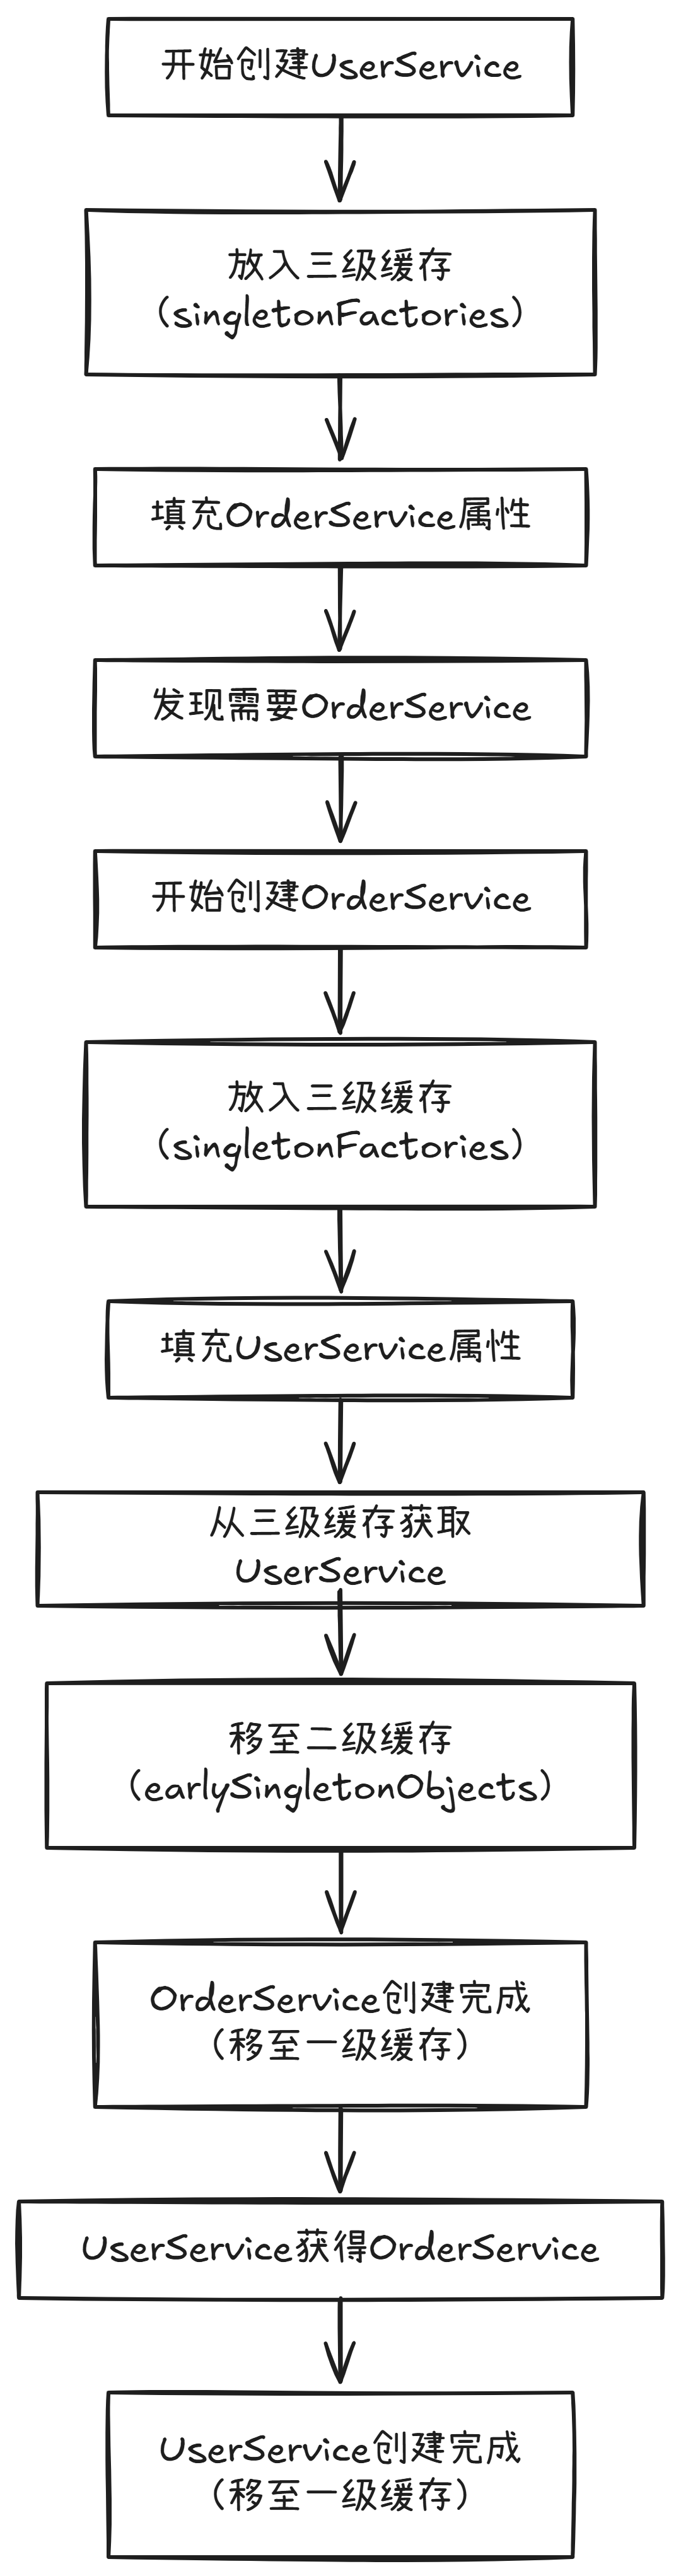 开始创建UserService
放入三级缓存
(singletonFactories)
填充OrderService属性
发现需要OrderService
开始创建OrderService
放入三级缓存
(singletonFactories)
填充UserService属性
从三级缓存获取
UserService
移至二级缓存
(earlySingletonObjects)
OrderService创建完成
(移至一级缓存)
UserService获得OrderService
UserService创建完成
(移至一级缓存)